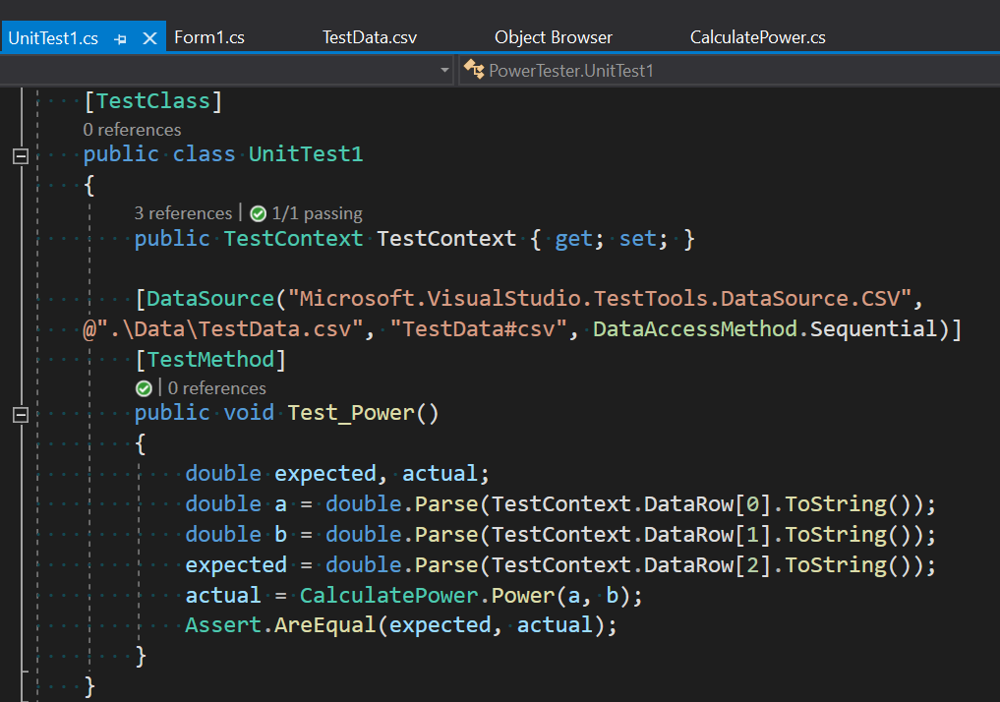 UnitTest1.cs Form1.cs TestData.csv Object Browser CalculatePower.cs
PowerTester.UnitTest1
[TestClass]
0 references
public class UnitTest1
{
3 references | 1/1 passing
public TestContext TestContext { get; set; }
[DataSource("Microsoft.VisualStudio.TestTools.DataSource.CSV",
@".\Data\TestData.csv", "TestData#csv", DataAccessMethod.Sequential)]
[TestMethod]
| 0 references
public void Test_Power()
{
double expected, actual;
double a = double.Parse(TestContext.DataRow[0].ToString());
double b = double.Parse(TestContext.DataRow[1].ToString());
expected = double.Parse(TestContext.DataRow[2].ToString());
actual = CalculatePower.Power(a, b);
Assert.AreEqual(expected, actual);
}
}